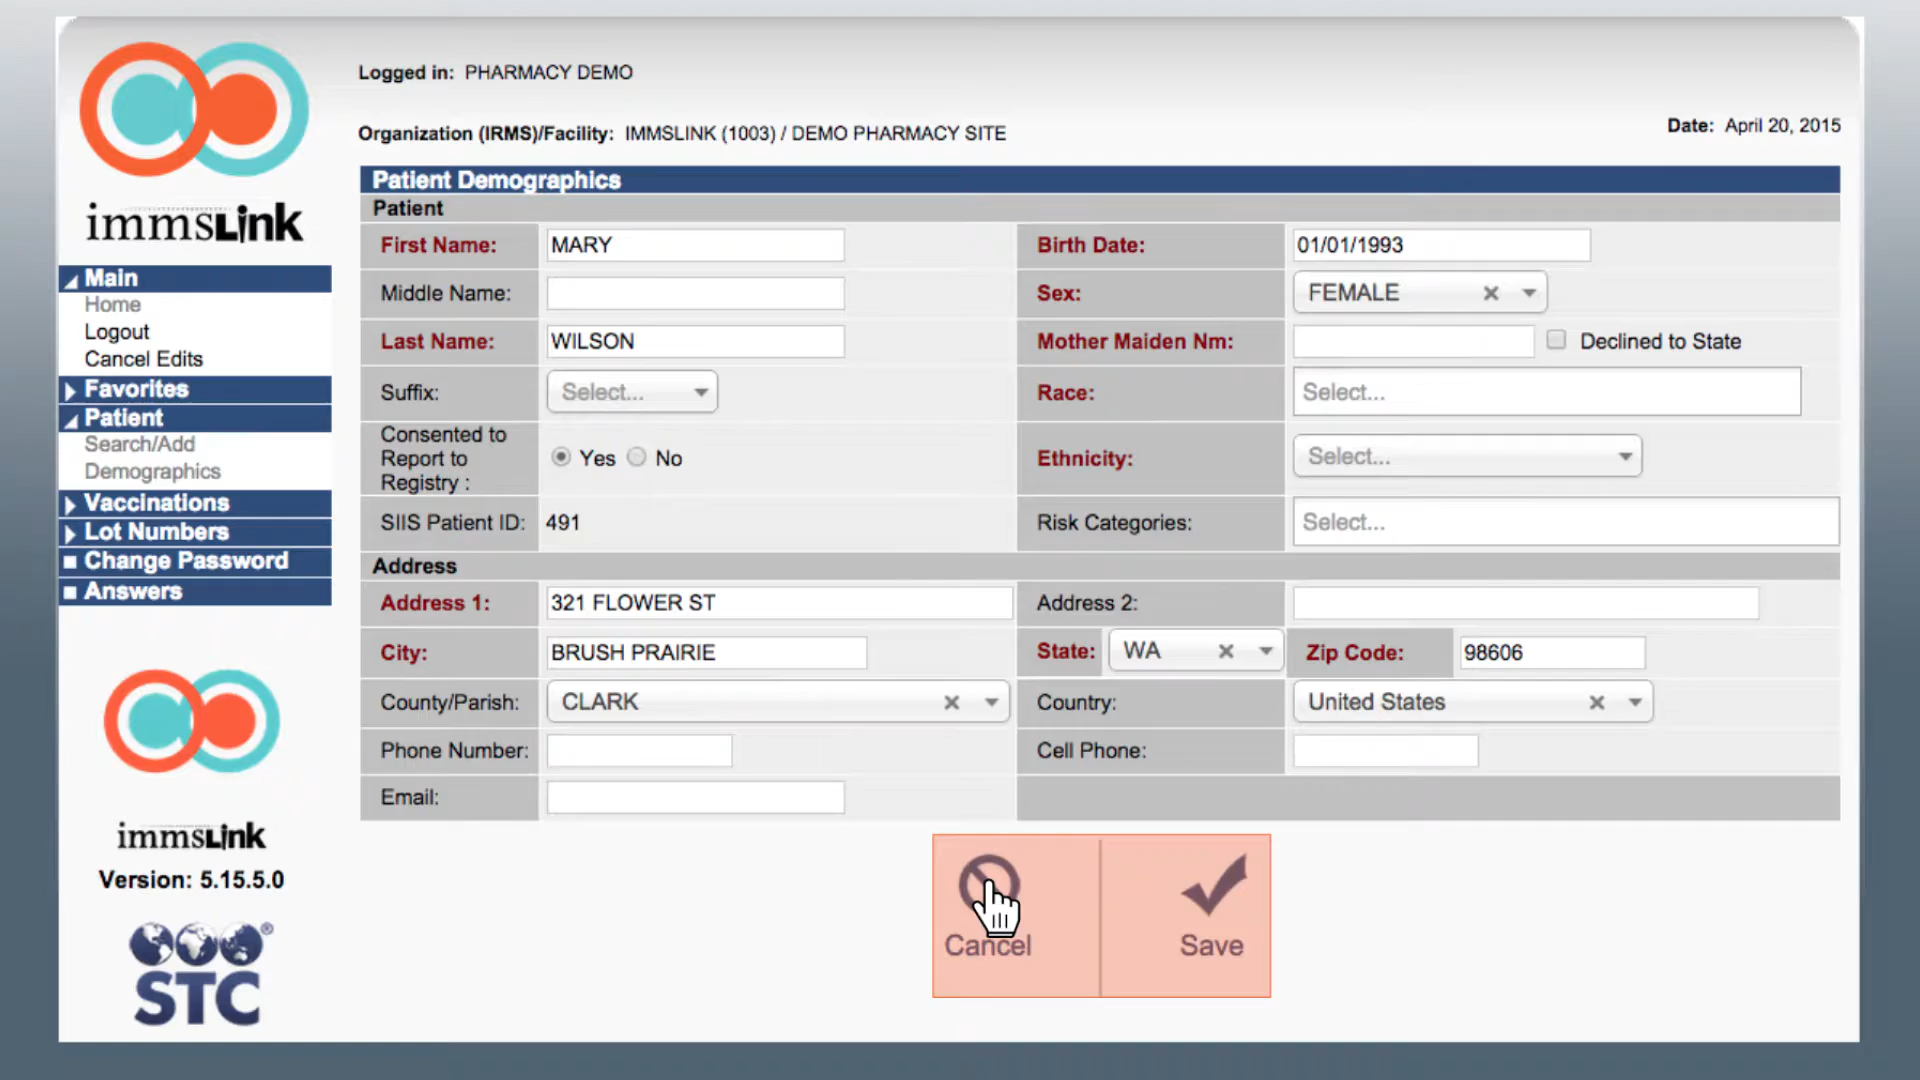 immsLink
Logged in: PHARMACY DEMO
Organization (IRMS)/Facility: IMMSLINK (1003) / DEMO PHARMACY SITE
Date: April 20, 2015
Main
Home
Logout
Cancel Edits
Favorites
Patient
Search/Add
Demographics
Vaccinations
Lot Numbers
Change Password
Answers
immsLink
Version: 5.15.5.0
STC ®
Patient Demographics
Patient
First Name: MARY Birth Date: 01/01/1993
Middle Name: Sex: FEMALE
Last Name: WILSON Mother Maiden Nm: Declined to State
Suffix: Select... Race: Select...
Consented to
Report to
Registry : Yes No Ethnicity: Select...
SIIS Patient ID: 491 Risk Categories: Select...
Address
Address 1: 321 FLOWER ST Address 2:
City: BRUSH PRAIRIE State: WA Zip Code: 98606
County/Parish: CLARK Country: United States
Phone Number: Cell Phone:
Email:
Cancel Save